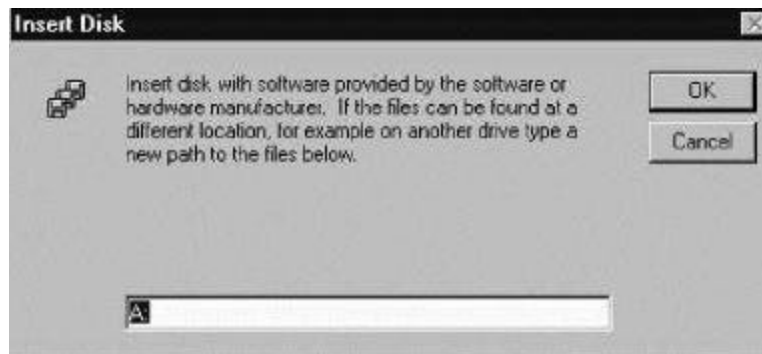 Insert Disk
Insert disk with software provided by the software or
hardware manufacturer. If the files can be found at a
different location, for example on another drive type a
new path to the files below.
OK
Cancel
A: